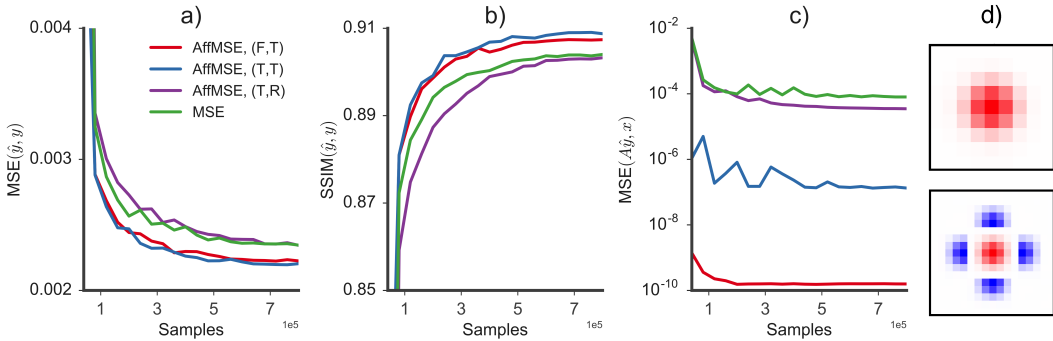 a)
0.004
0.003
0.002
MSE(ŷ, y)
AffMSE, (F,T)
AffMSE, (T,T)
AffMSE, (T,R)
MSE
1 3 5 7
1e5
Samples
b)
0.91
0.89
0.87
0.85
SSIM(ŷ, y)
1 3 5 7
1e5
Samples
c)
10⁻²
10⁻⁴
10⁻⁶
10⁻⁸
10⁻¹⁰
MSE(Aŷ, x)
1 3 5 7
1e5
Samples
d)